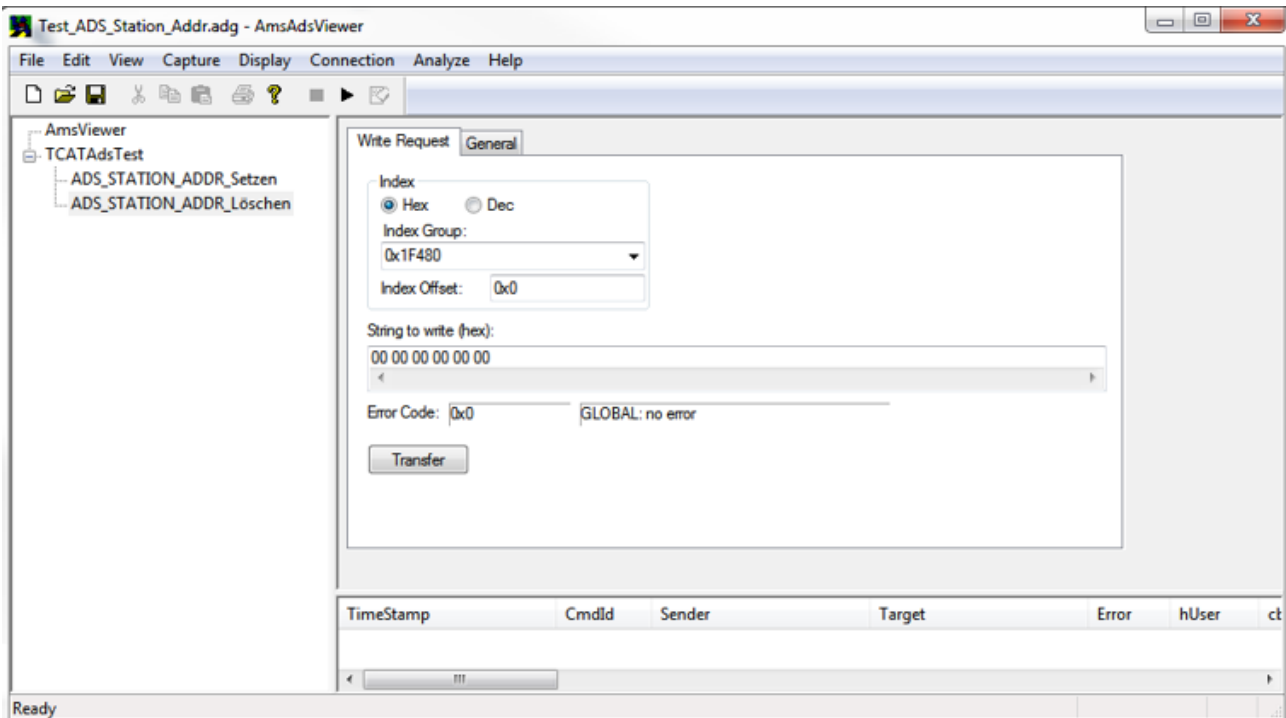 Test_ADS_Station_Addr.adg - AmsAdsViewer
File Edit View Capture Display Connection Analyze Help
AmsViewer
TCATAdsTest
ADS_STATION_ADDR_Setzen
ADS_STATION_ADDR_Löschen
Write Request General
Index
Hex Dec
Index Group:
0x1F480
Index Offset: 0x0
String to write (hex):
00 00 00 00 00 00
Error Code: 0x0 GLOBAL: no error
Transfer
TimeStamp CmdId Sender Target Error hUser
Ready